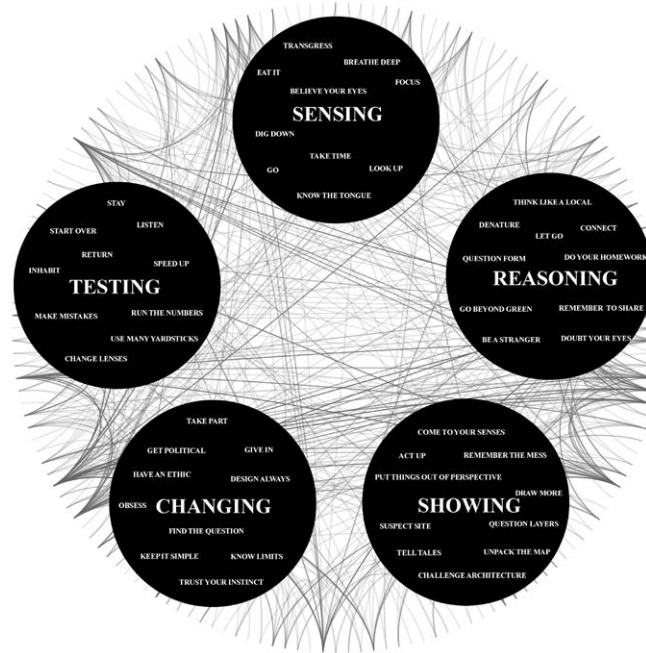 TRANSGRESS
BREATHE DEEP
EAT IT
FOCUS
BELIEVE YOUR EYES
SENSING
DIG DOWN
TAKE TIME
GO
LOOK UP
KNOW THE TONGUE
STAY
LISTEN
START OVER
RETURN
SPEED UP
INHABIT
TESTING
MAKE MISTAKES
RUN THE NUMBERS
USE MANY YARDSTICKS
CHANGE LENSES
THINK LIKE A LOCAL
DENATURE
CONNECT
LET GO
QUESTION FORM
DO YOUR HOMEWORK
REASONING
GO BEYOND GREEN
REMEMBER TO SHARE
BE A STRANGER
DOUBT YOUR EYES
TAKE PART
GET POLITICAL
GIVE IN
HAVE AN ETHIC
DESIGN ALWAYS
OBSESS
CHANGING
FIND THE QUESTION
KEEP IT SIMPLE
KNOW LIMITS
TRUST YOUR INSTINCT
COME TO YOUR SENSES
ACT UP
REMEMBER THE MESS
PUT THINGS OUT OF PERSPECTIVE
DRAW MORE
SHOWING
SUSPECT SITE
QUESTION LAYERS
TELL TALES
UNPACK THE MAP
CHALLENGE ARCHITECTURE